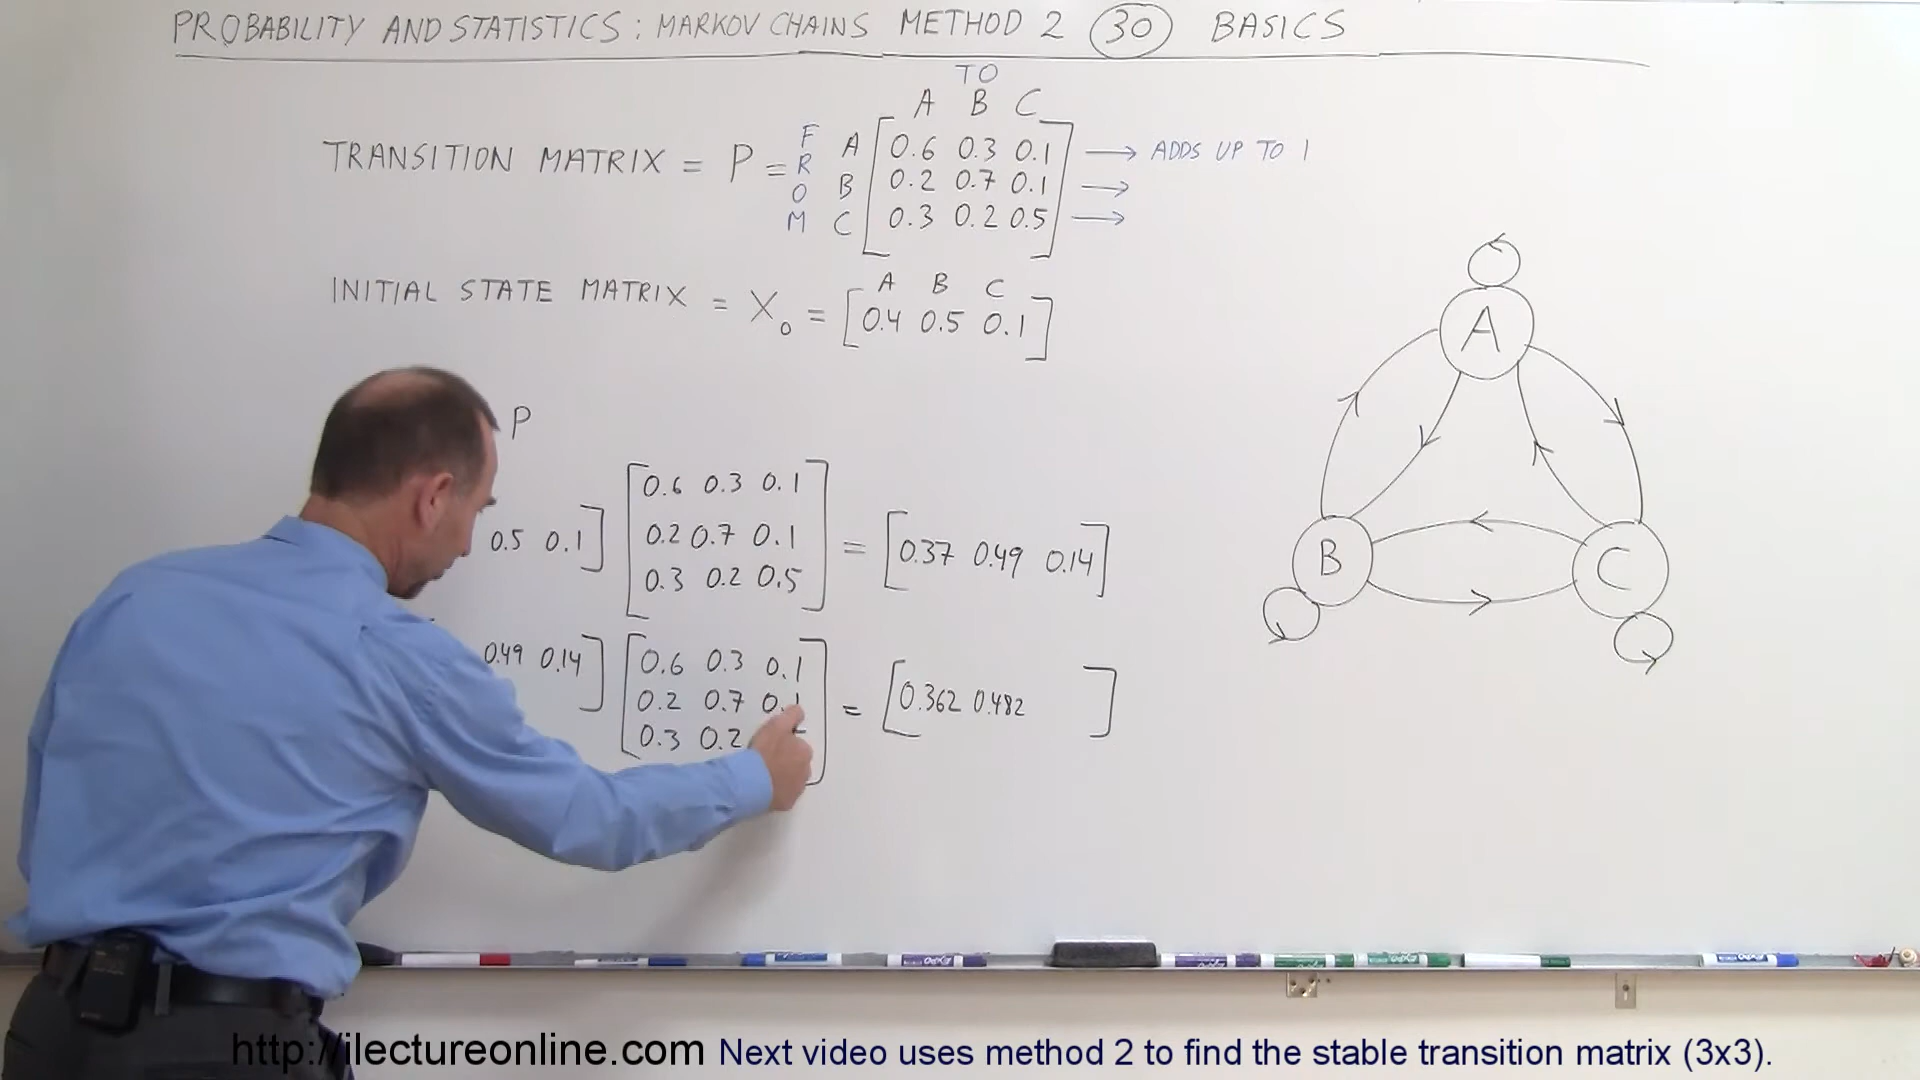 PROBABILITY AND STATISTICS: MARKOV CHAINS METHOD 2 30 BASICS
TO
A B C
TRANSITION MATRIX = P = FROM A 0.6 0.3 0.1 → ADDS UP TO 1
B 0.2 0.7 0.1 →
C 0.3 0.2 0.5 →
A B C
INITIAL STATE MATRIX = X₀ = [0.4 0.5 0.1]
P
0.6 0.3 0.1
0.5 0.1] 0.2 0.7 0.1 = [0.37 0.49 0.14]
0.3 0.2 0.5
0.49 0.14] 0.6 0.3 0.1
0.2 0.7 0.1 = [0.362 0.482 ]
0.3 0.2
A
B
C
http://ilectureonline.com Next video uses method 2 to find the stable transition matrix (3x3).